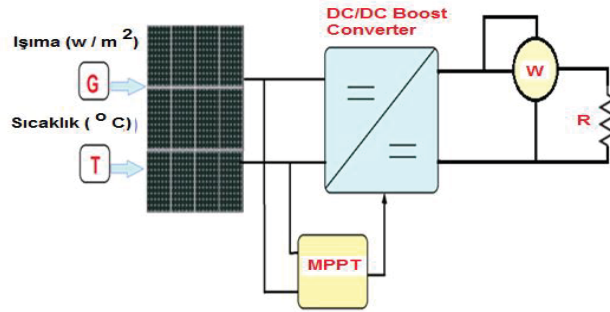 Işıma (w / m 2)
G
Sıcaklık ( o C)
T
DC/DC Boost
Converter
W
R
MPPT